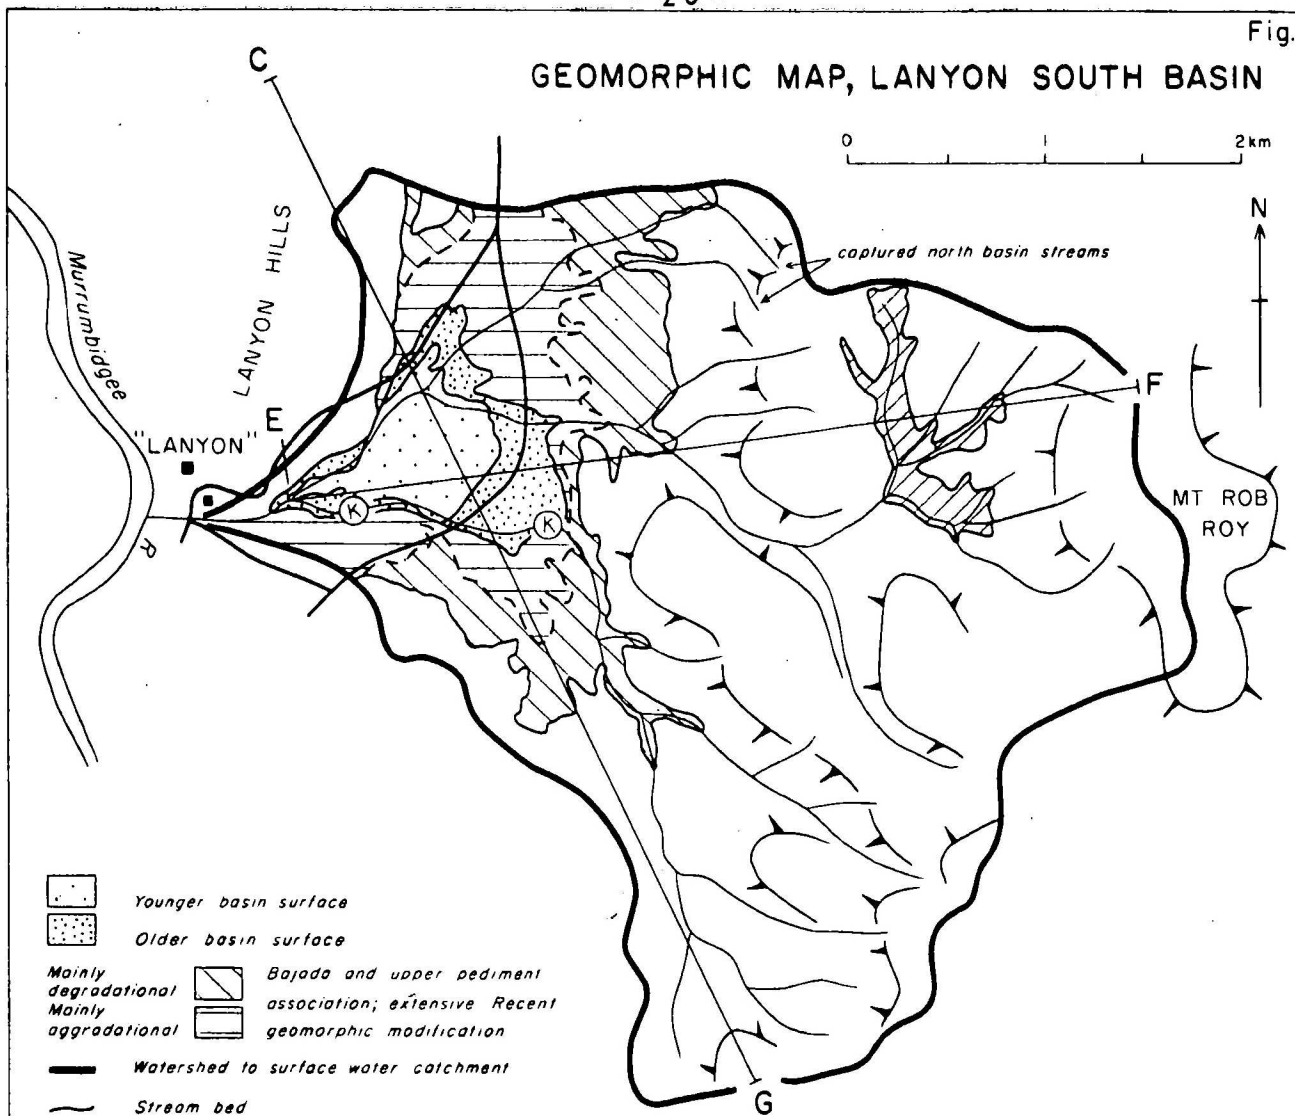 20
Fig.
C
GEOMORPHIC MAP, LANYON SOUTH BASIN
0 1 2 km
N
LANYON HILLS
captured north basin streams
Murrumbidgee
R
F
E
"LANYON"
K
K
MT ROB
ROY
Younger basin surface
Older basin surface
Mainly
degradational
Mainly
aggradational
Bajada and upper pediment
association; extensive Recent
geomorphic modification
Watershed to surface water catchment
Stream bed
G